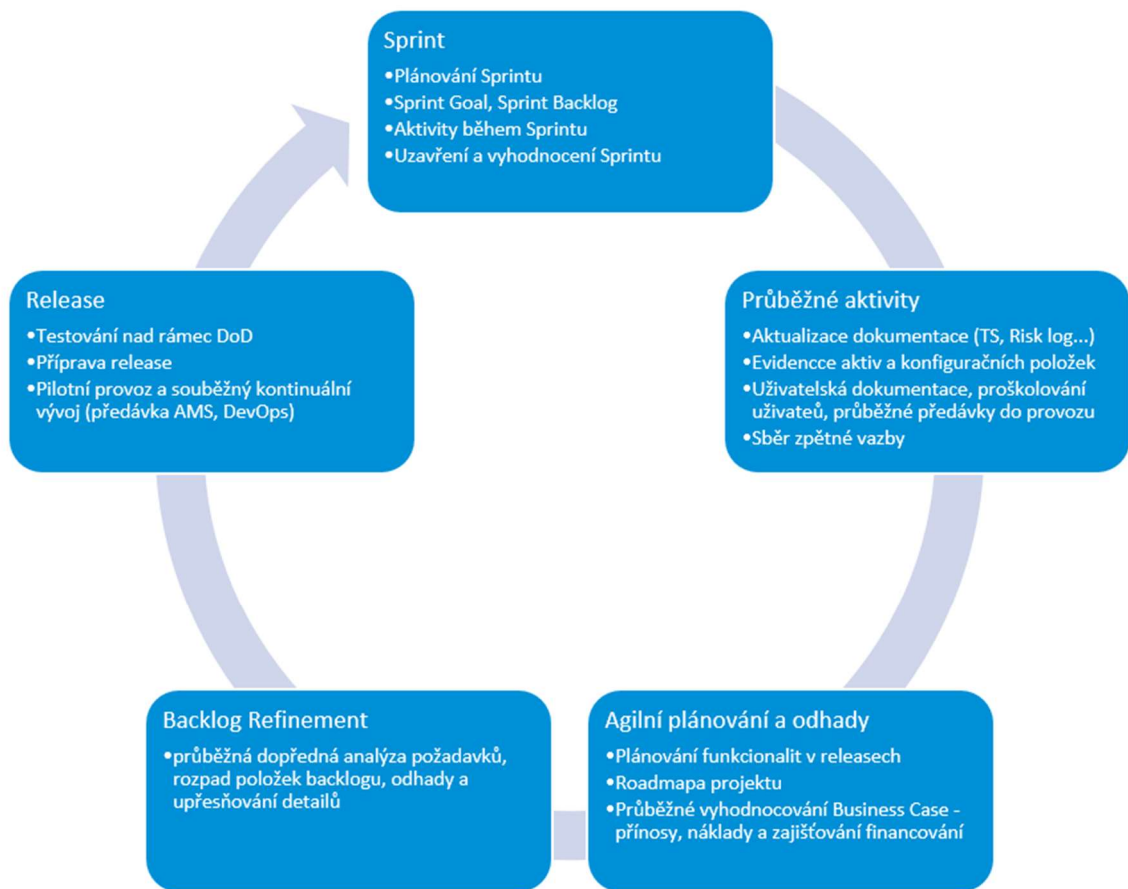 Sprint
•Plánování Sprintu
•Sprint Goal, Sprint Backlog
•Aktivity během Sprintu
•Uzavření a vyhodnocení Sprintu
Průběžné aktivity
•Aktualizace dokumentace (TS, Risk log...)
•Evidencce aktiv a konfiguračních položek
•Uživatelská dokumentace, proškolování
uživateů, průběžné předávky do provozu
•Sběr zpětné vazby
Agilní plánování a odhady
•Plánování funkcionalit v releasech
•Roadmapa projektu
•Průběžné vyhodnocování Business Case -
přínosy, náklady a zajišťování financování
Backlog Refinement
•průběžná dopředná analýza požadavků,
rozpad položek backlogu, odhady a
upřesňování detailů
Release
•Testování nad rámec DoD
•Příprava release
•Pilotní provoz a souběžný kontinuální
vývoj (předávka AMS, DevOps)